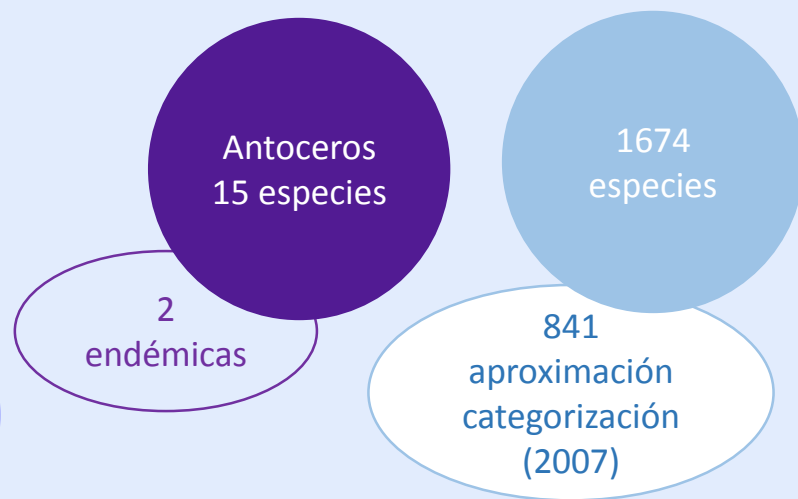 Antoceros
15 especies
2
endémicas
1674
especies
841
aproximación
categorización
(2007)